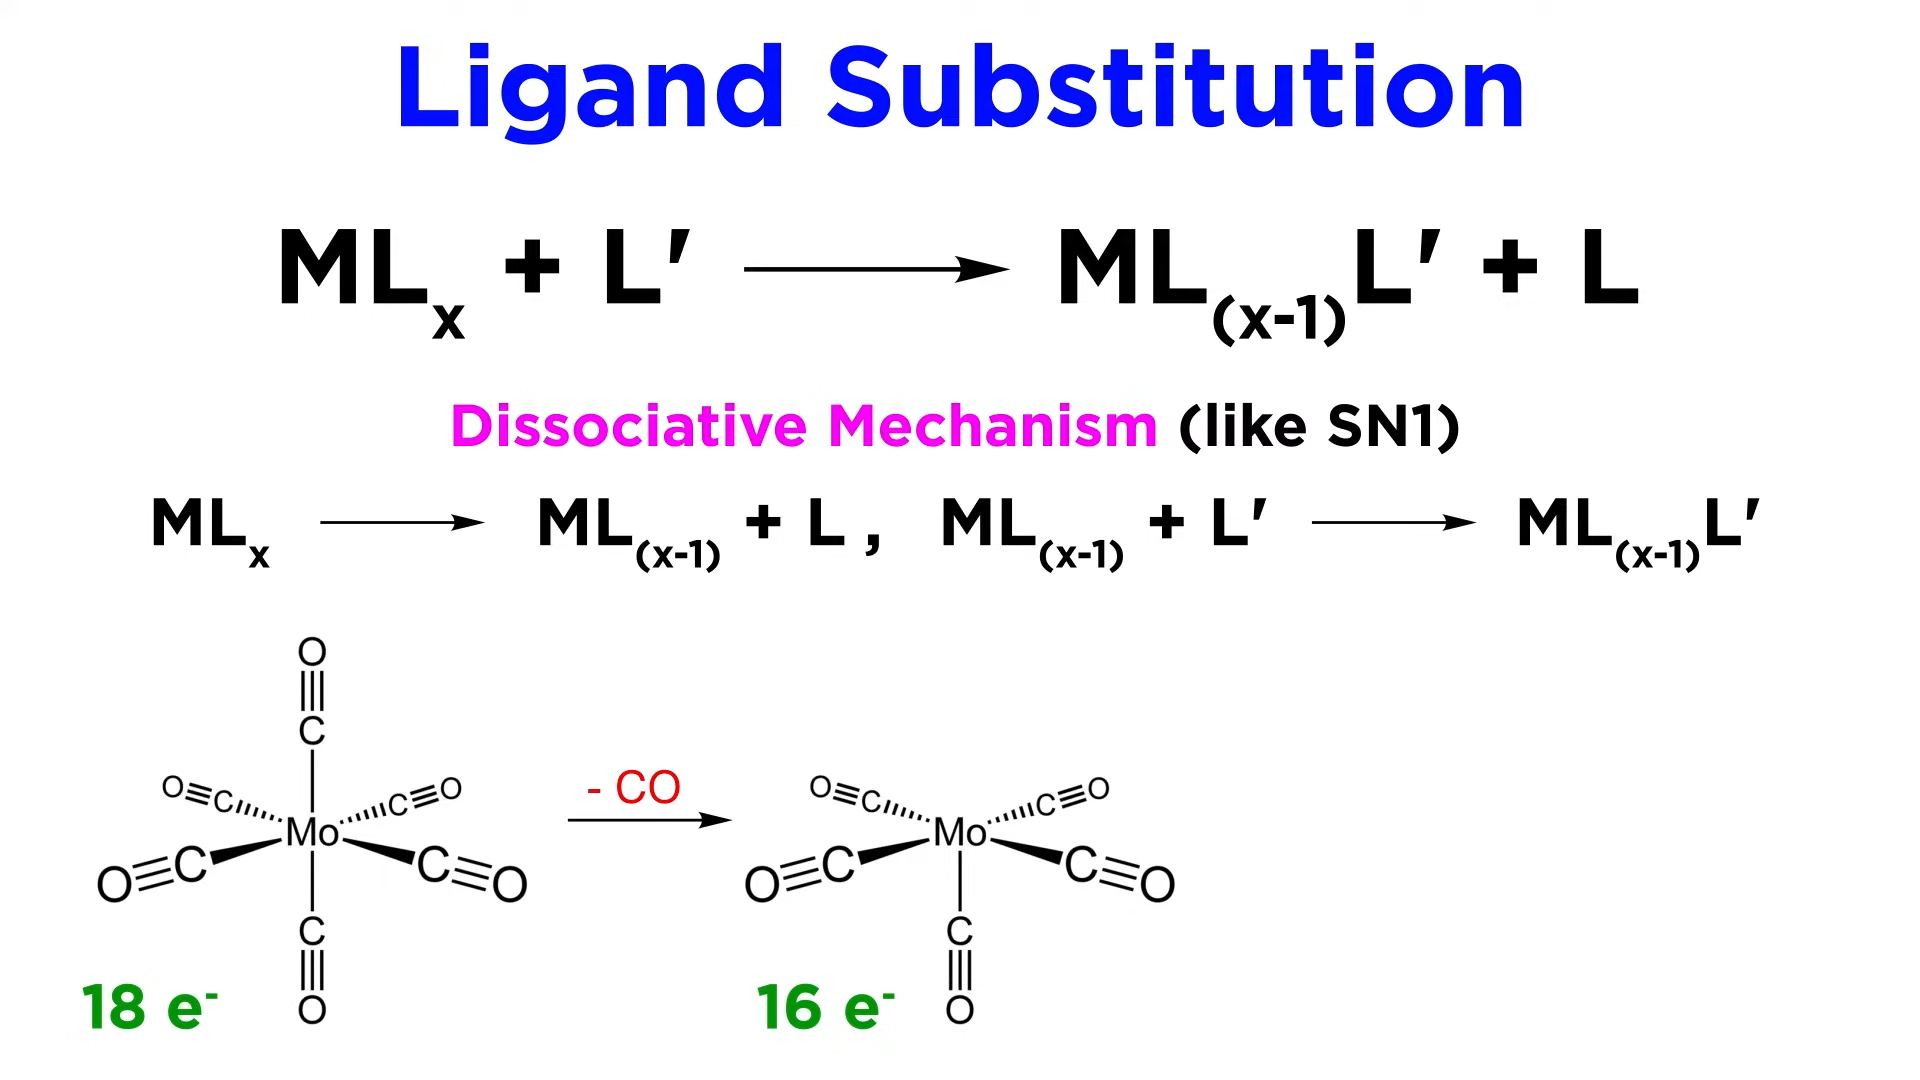 Ligand Substitution
MLx + L′ ⟶ ML(x-1)L′ + L
Dissociative Mechanism (like SN1)
MLx ⟶ ML(x-1) + L , ML(x-1) + L′ ⟶ ML(x-1)L′
O
C
O≡C C≡O - CO O≡C C≡O
Mo Mo
O≡C C≡O O≡C C≡O
C C
18 e⁻ O 16 e⁻ O